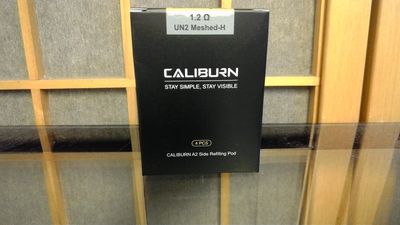 1.2 Ω
UN2 Meshed-H
CALIBURN
STAY SIMPLE, STAY VISIBLE
4 PCS
CALIBURN A2 Side Refilling Pod